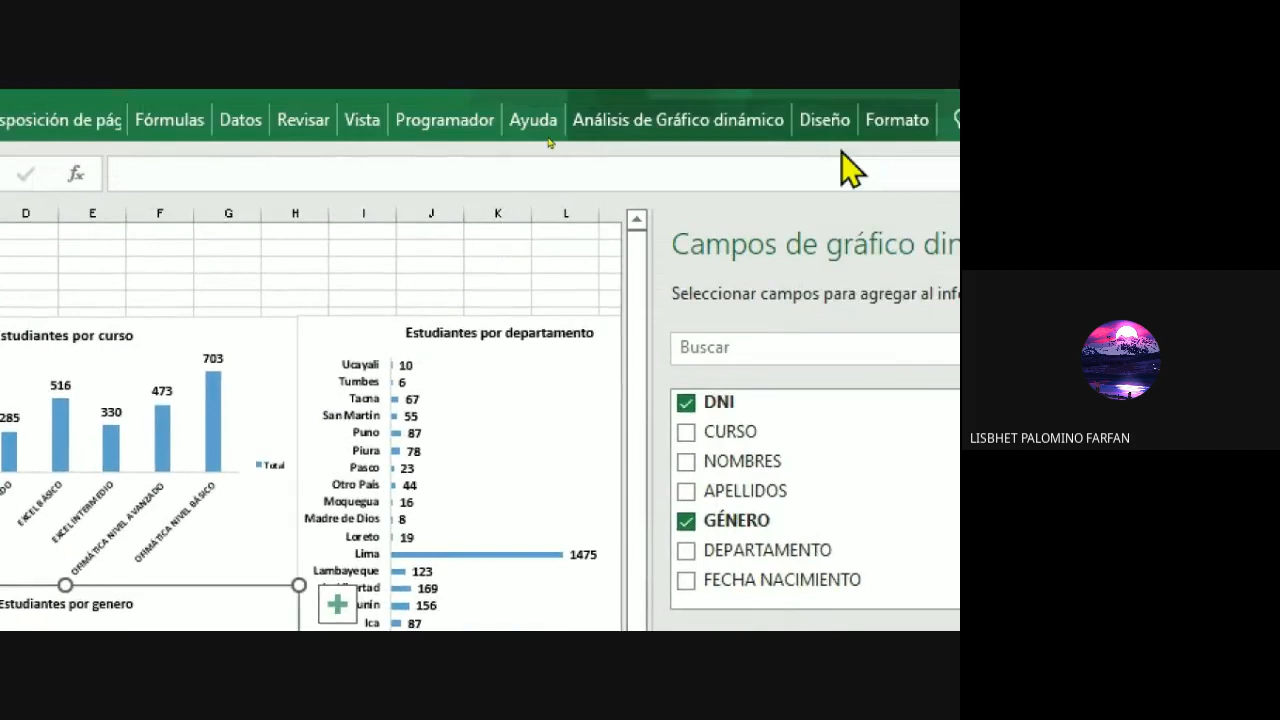 sposición de pág Fórmulas Datos Revisar Vista Programador Ayuda Análisis de Gráfico dinámico Diseño Formato
fx
D E F G H I J K L
Campos de gráfico din
Seleccionar campos para agregar al inf
Buscar
DNI
CURSO
NOMBRES
APELLIDOS
GÉNERO
DEPARTAMENTO
FECHA NACIMIENTO
studiantes por curso
285 516 330 473 703
Total
DO
EXCEL BÁSICO
EXCEL INTERMEDIO
OFIMÁTICA NIVEL AVANZADO
OFIMÁTICA NIVEL BÁSICO
Estudiantes por departamento
Ucayali 10
Tumbes 6
Tacna 67
San Martín 55
Puno 87
Piura 78
Pasco 23
Otro País 44
Moquegua 16
Madre de Dios 8
Loreto 19
Lima 1475
Lambayeque 123
ertad 169
unín 156
Ica 87
Estudiantes por genero
LISBHET PALOMINO FARFAN